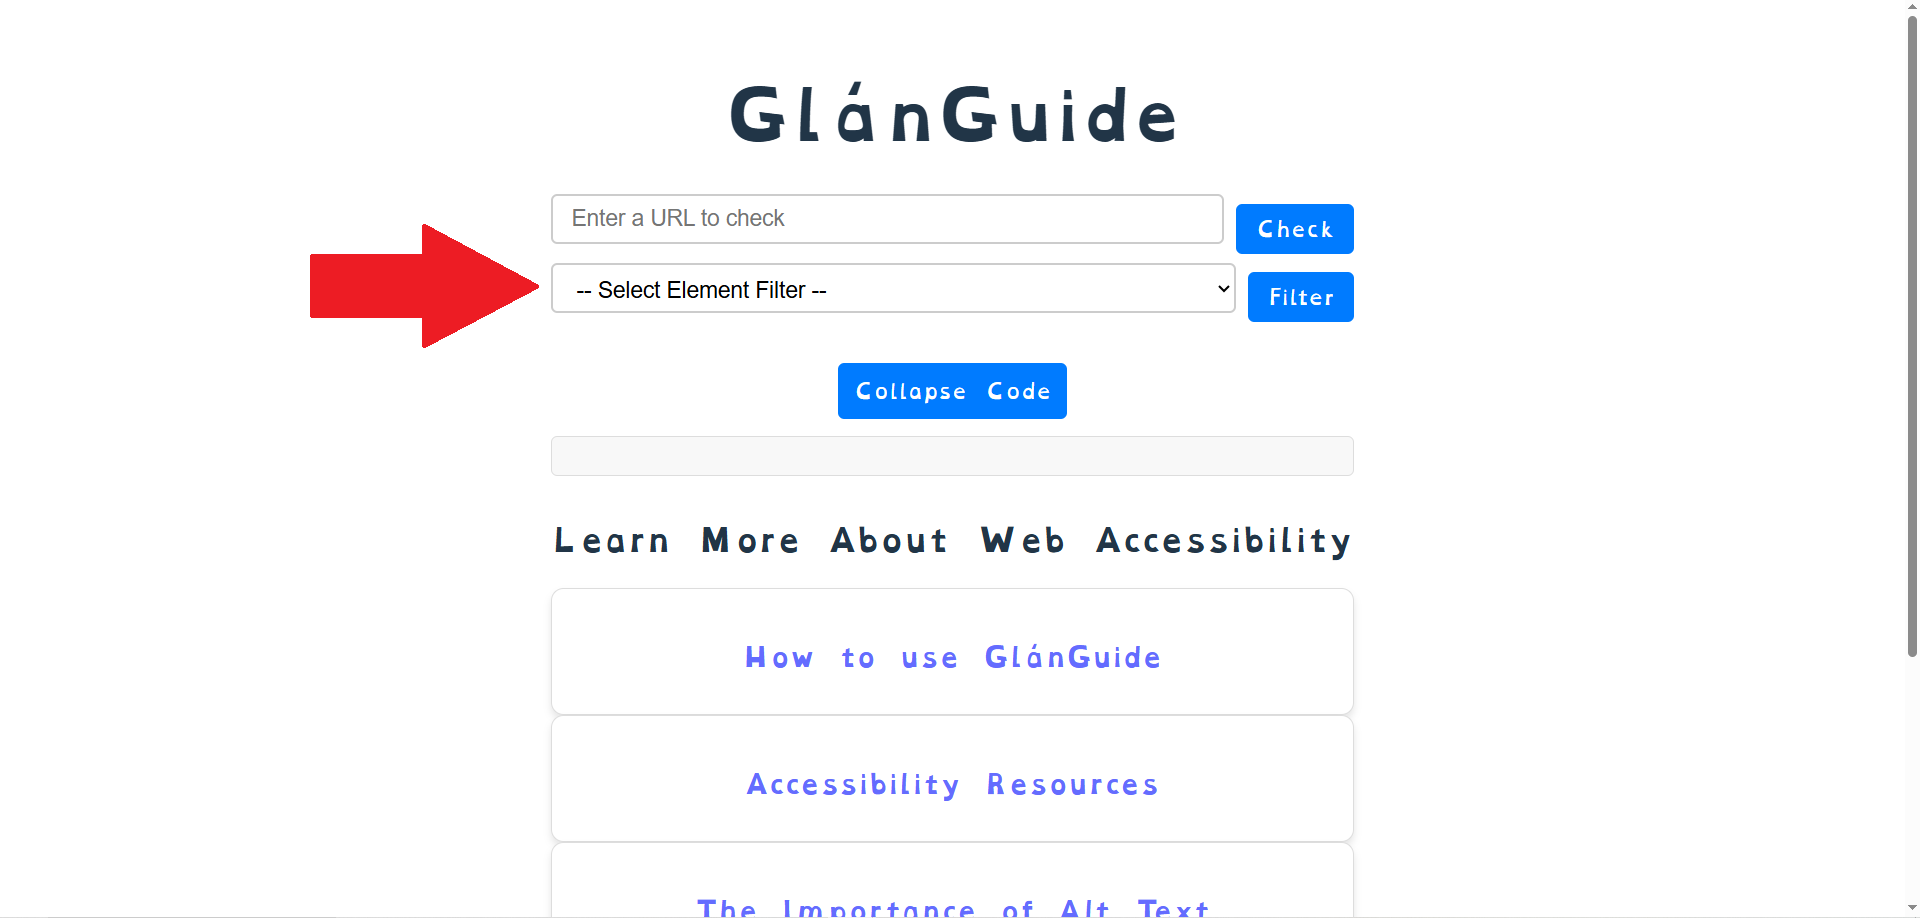 GlánGuide
Enter a URL to check
Check
-- Select Element Filter --
Filter
Collapse Code
Learn More About Web Accessibility
How to use GlánGuide
Accessibility Resources
The Importance of Alt Text